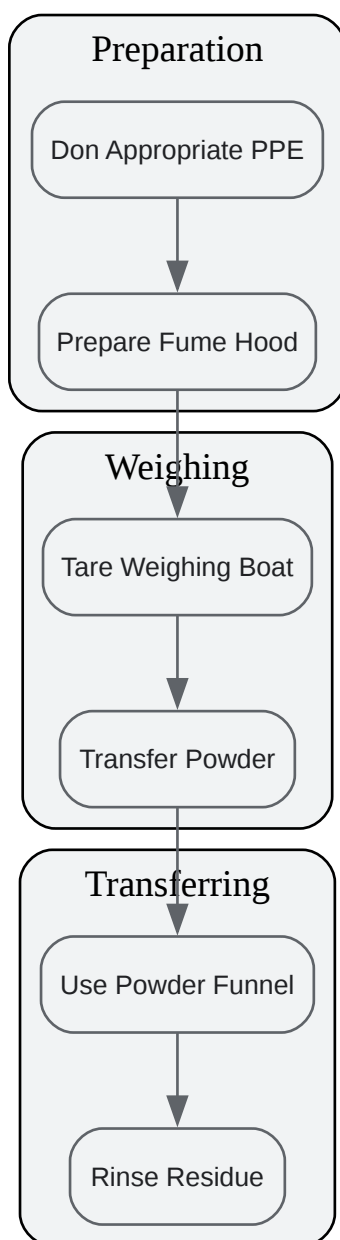 Preparation
Don Appropriate PPE
Prepare Fume Hood
Weighing
Tare Weighing Boat
Transfer Powder
Transferring
Use Powder Funnel
Rinse Residue